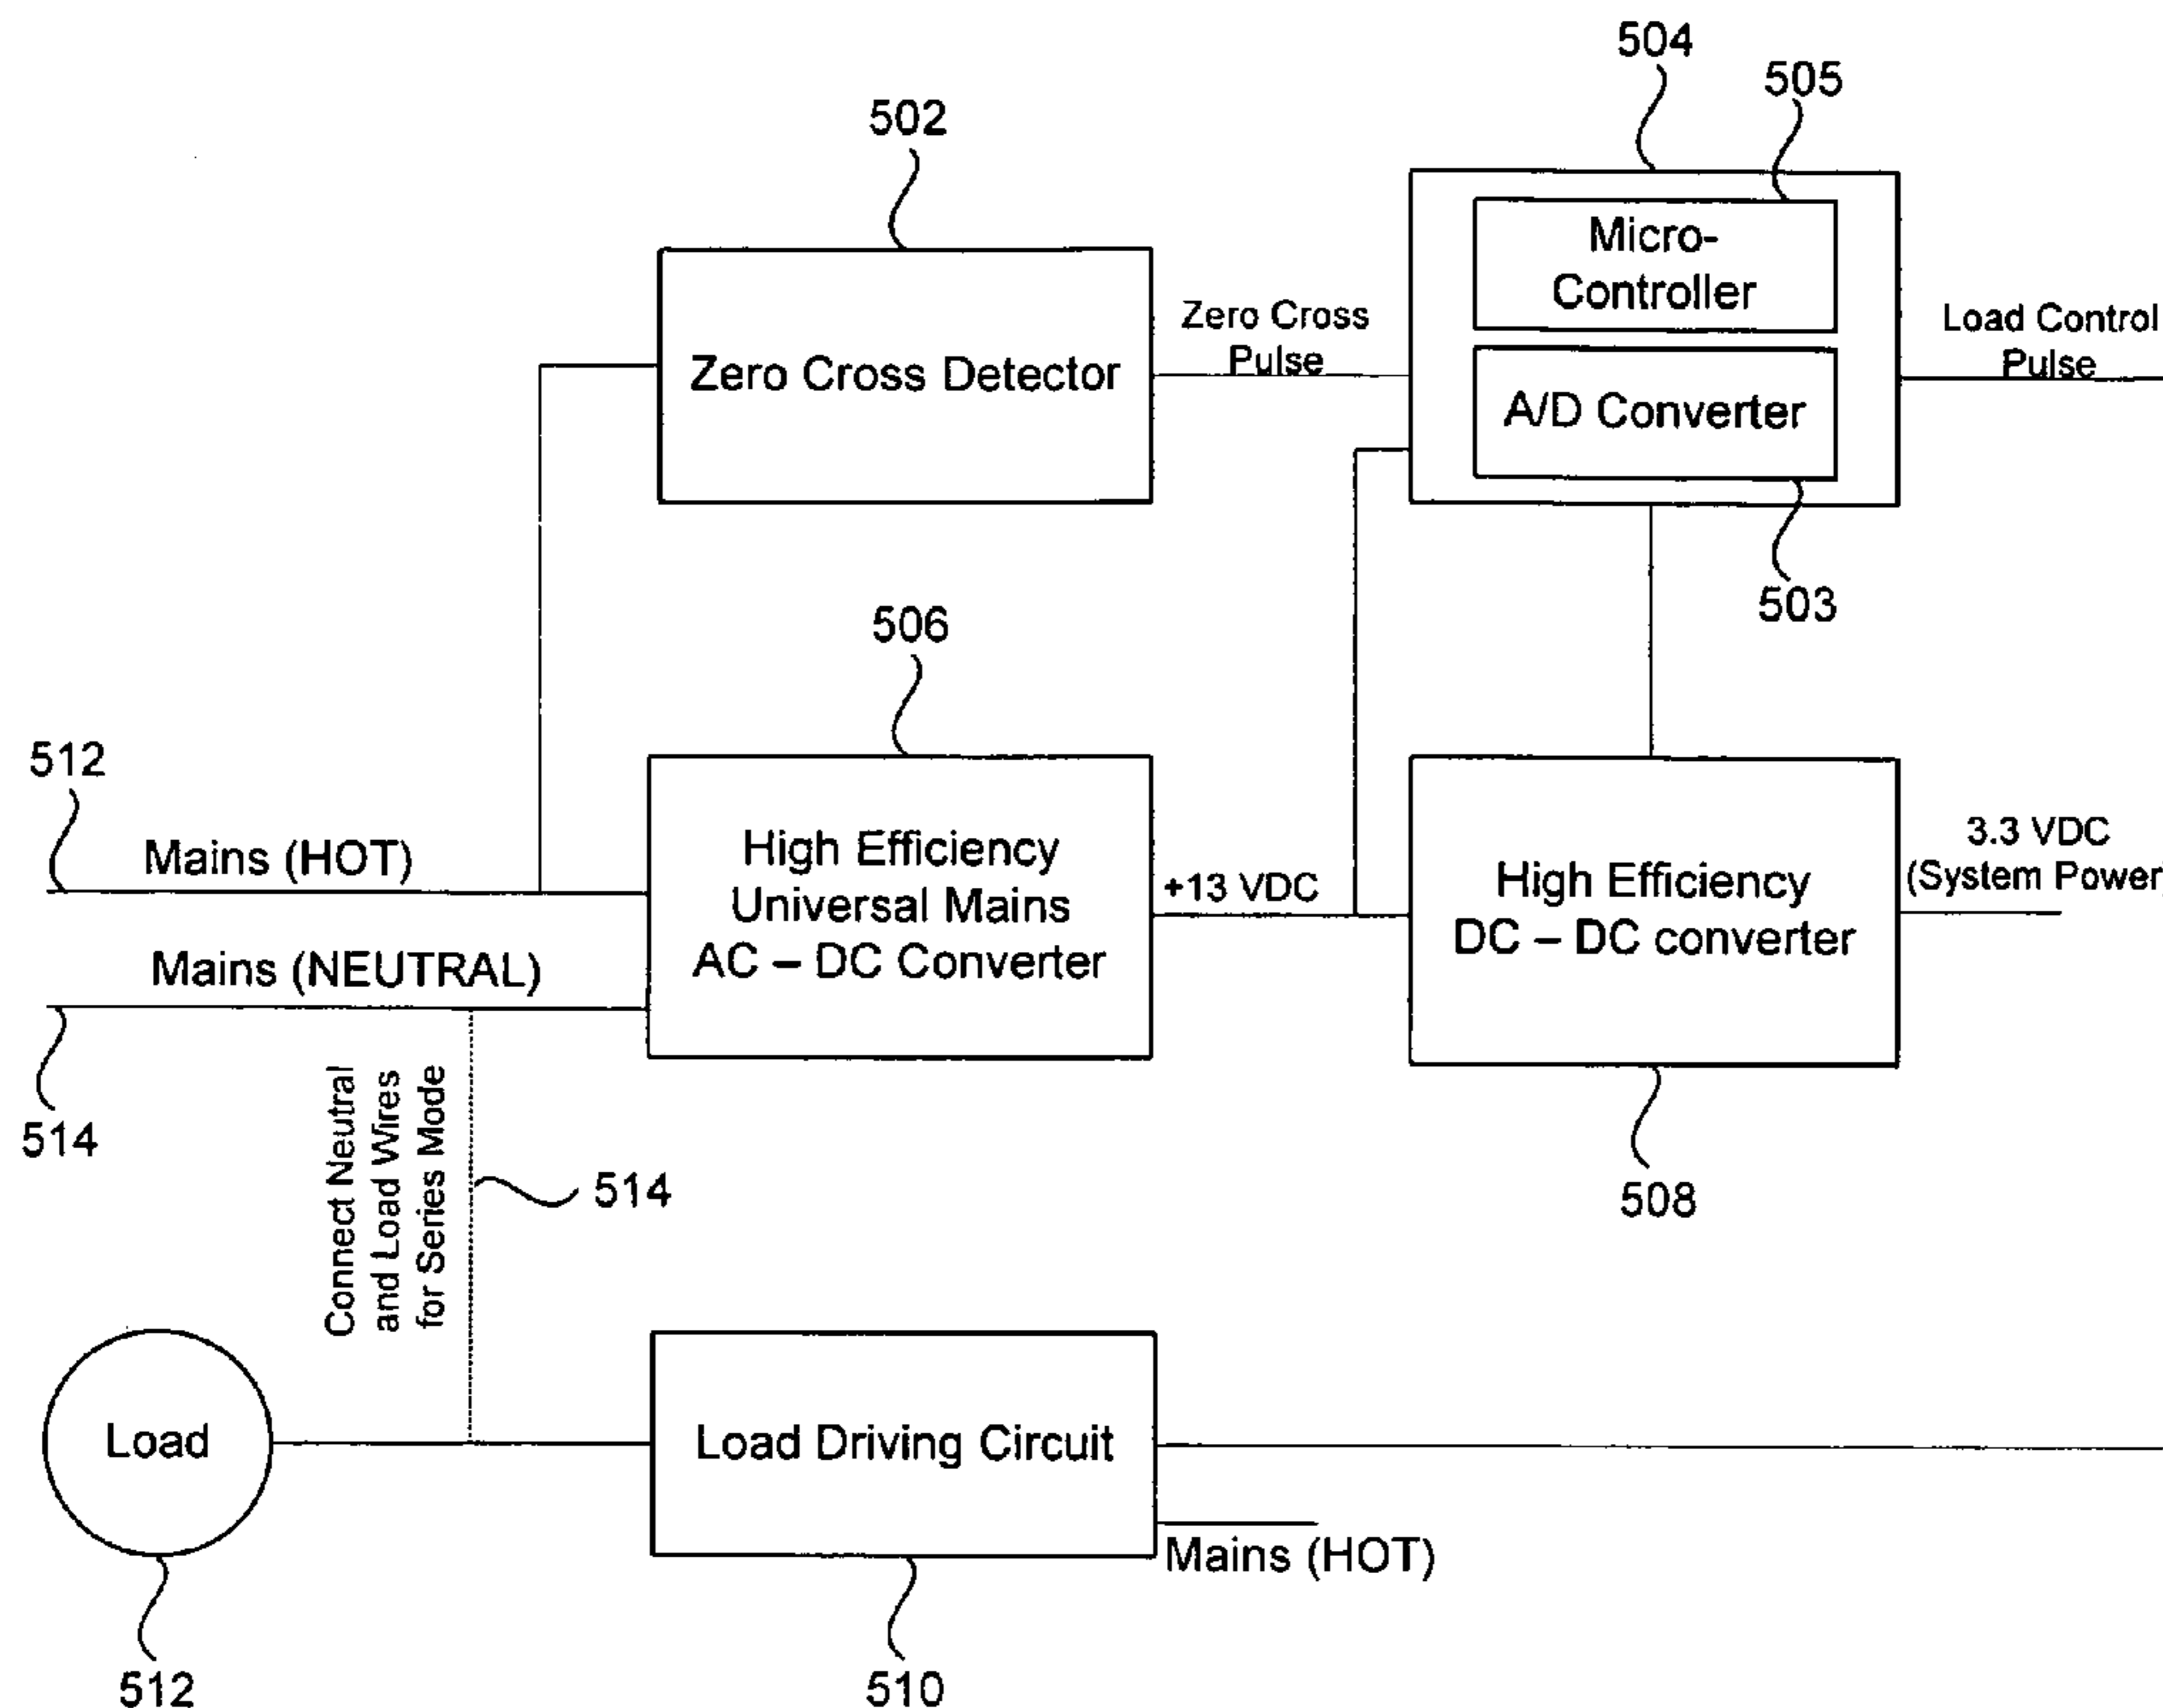 504
505
502
Micro-
Controller
Zero Cross
Pulse
Load Control
Pulse
Zero Cross Detector
A/D Converter
503
506
512
Mains (HOT)
High Efficiency
Universal Mains
AC – DC Converter
+13 VDC
High Efficiency
DC – DC converter
3.3 VDC
(System Power)
Mains (NEUTRAL)
514
Connect Neutral
and Load Wires
for Series Mode
514
508
Load
Load Driving Circuit
Mains (HOT)
512
510